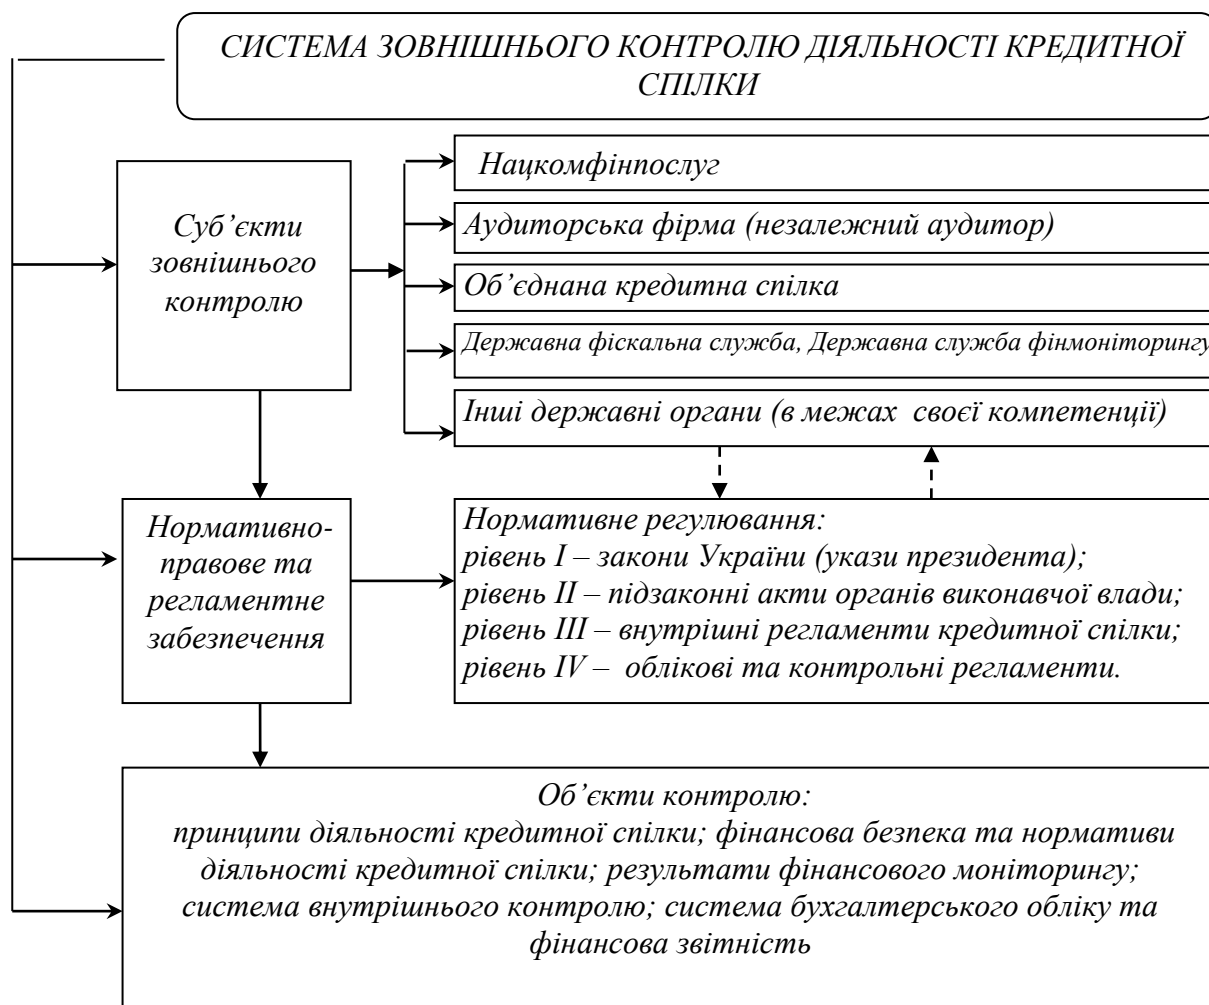 СИСТЕМА ЗОВНІШНЬОГО КОНТРОЛЮ ДІЯЛЬНОСТІ КРЕДИТНОЇ
СПІЛКИ
Суб’єкти
зовнішнього
контролю
Нацкомфінпослуг
Аудиторська фірма (незалежний аудитор)
Об’єднана кредитна спілка
Державна фіскальна служба, Державна служба фінмоніторингу
Інші державні органи (в межах своєї компетенції)
Нормативно-
правове та
регламентне
забезпечення
Нормативне регулювання:
рівень І – закони України (укази президента);
рівень ІІ – підзаконні акти органів виконавчої влади;
рівень ІІІ – внутрішні регламенти кредитної спілки;
рівень IV – облікові та контрольні регламенти.
Об’єкти контролю:
принципи діяльності кредитної спілки; фінансова безпека та нормативи
діяльності кредитної спілки; результати фінансового моніторингу;
система внутрішнього контролю; система бухгалтерського обліку та
фінансова звітність